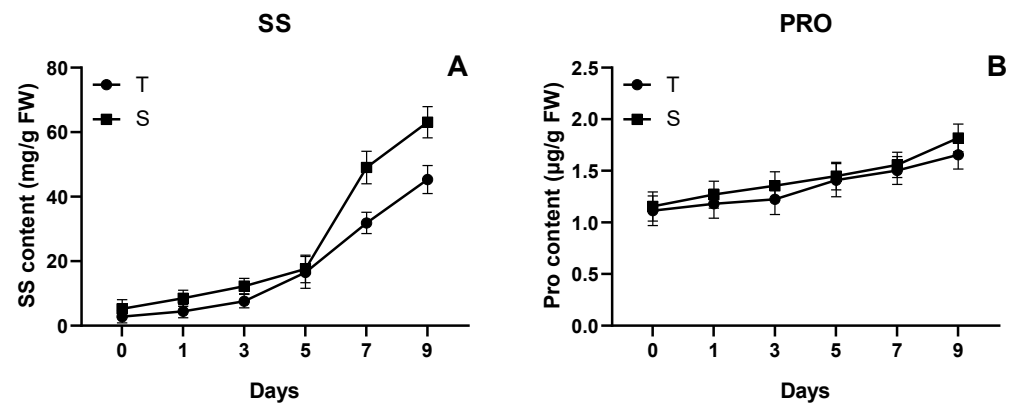 SS
A
T
S
SS content (mg/g FW)
80
60
40
20
0
0 1 3 5 7 9
Days
PRO
B
T
S
Pro content (μg/g FW)
2.5
2.0
1.5
1.0
0.5
0.0
0 1 3 5 7 9
Days